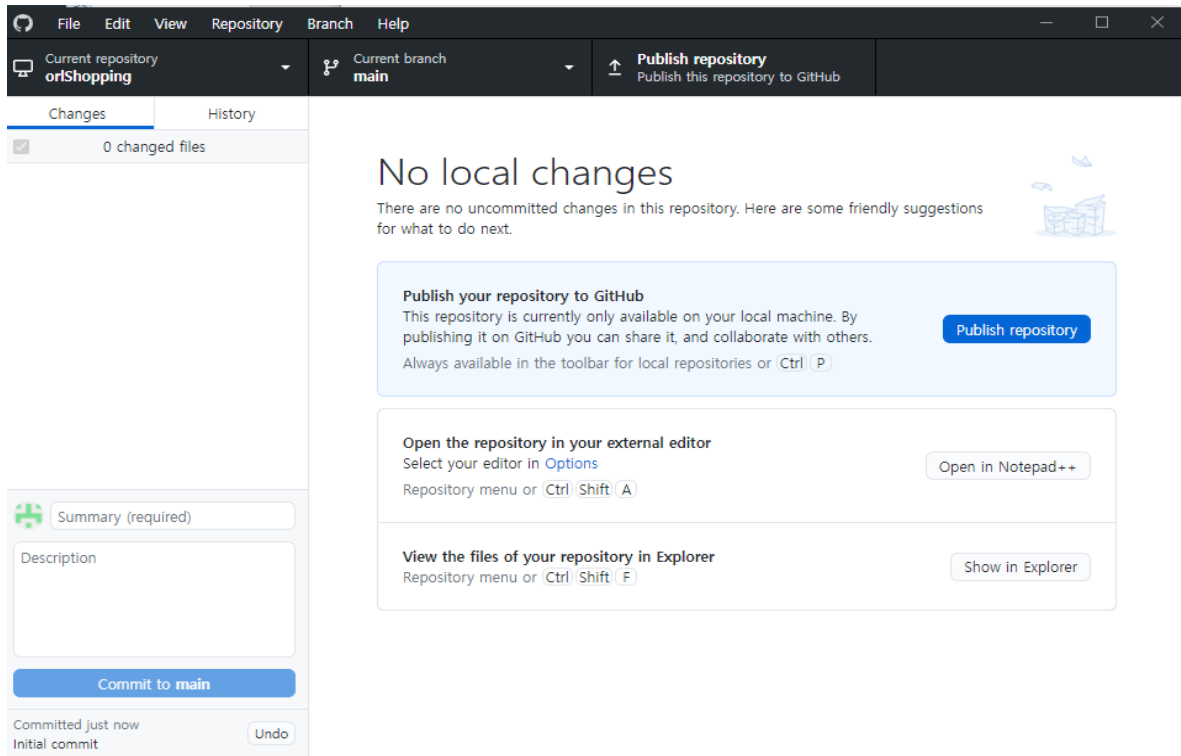 File Edit View Repository Branch Help
Current repository
orlShopping
Current branch
main
Publish repository
Publish this repository to GitHub
Changes History
0 changed files
No local changes
There are no uncommitted changes in this repository. Here are some friendly suggestions
for what to do next.
Publish your repository to GitHub
This repository is currently only available on your local machine. By
publishing it on GitHub you can share it, and collaborate with others.
Always available in the toolbar for local repositories or Ctrl P
Publish repository
Open the repository in your external editor
Select your editor in Options
Repository menu or Ctrl Shift A
Open in Notepad++
View the files of your repository in Explorer
Repository menu or Ctrl Shift F
Show in Explorer
Summary (required)
Description
Commit to main
Committed just now
Initial commit
Undo